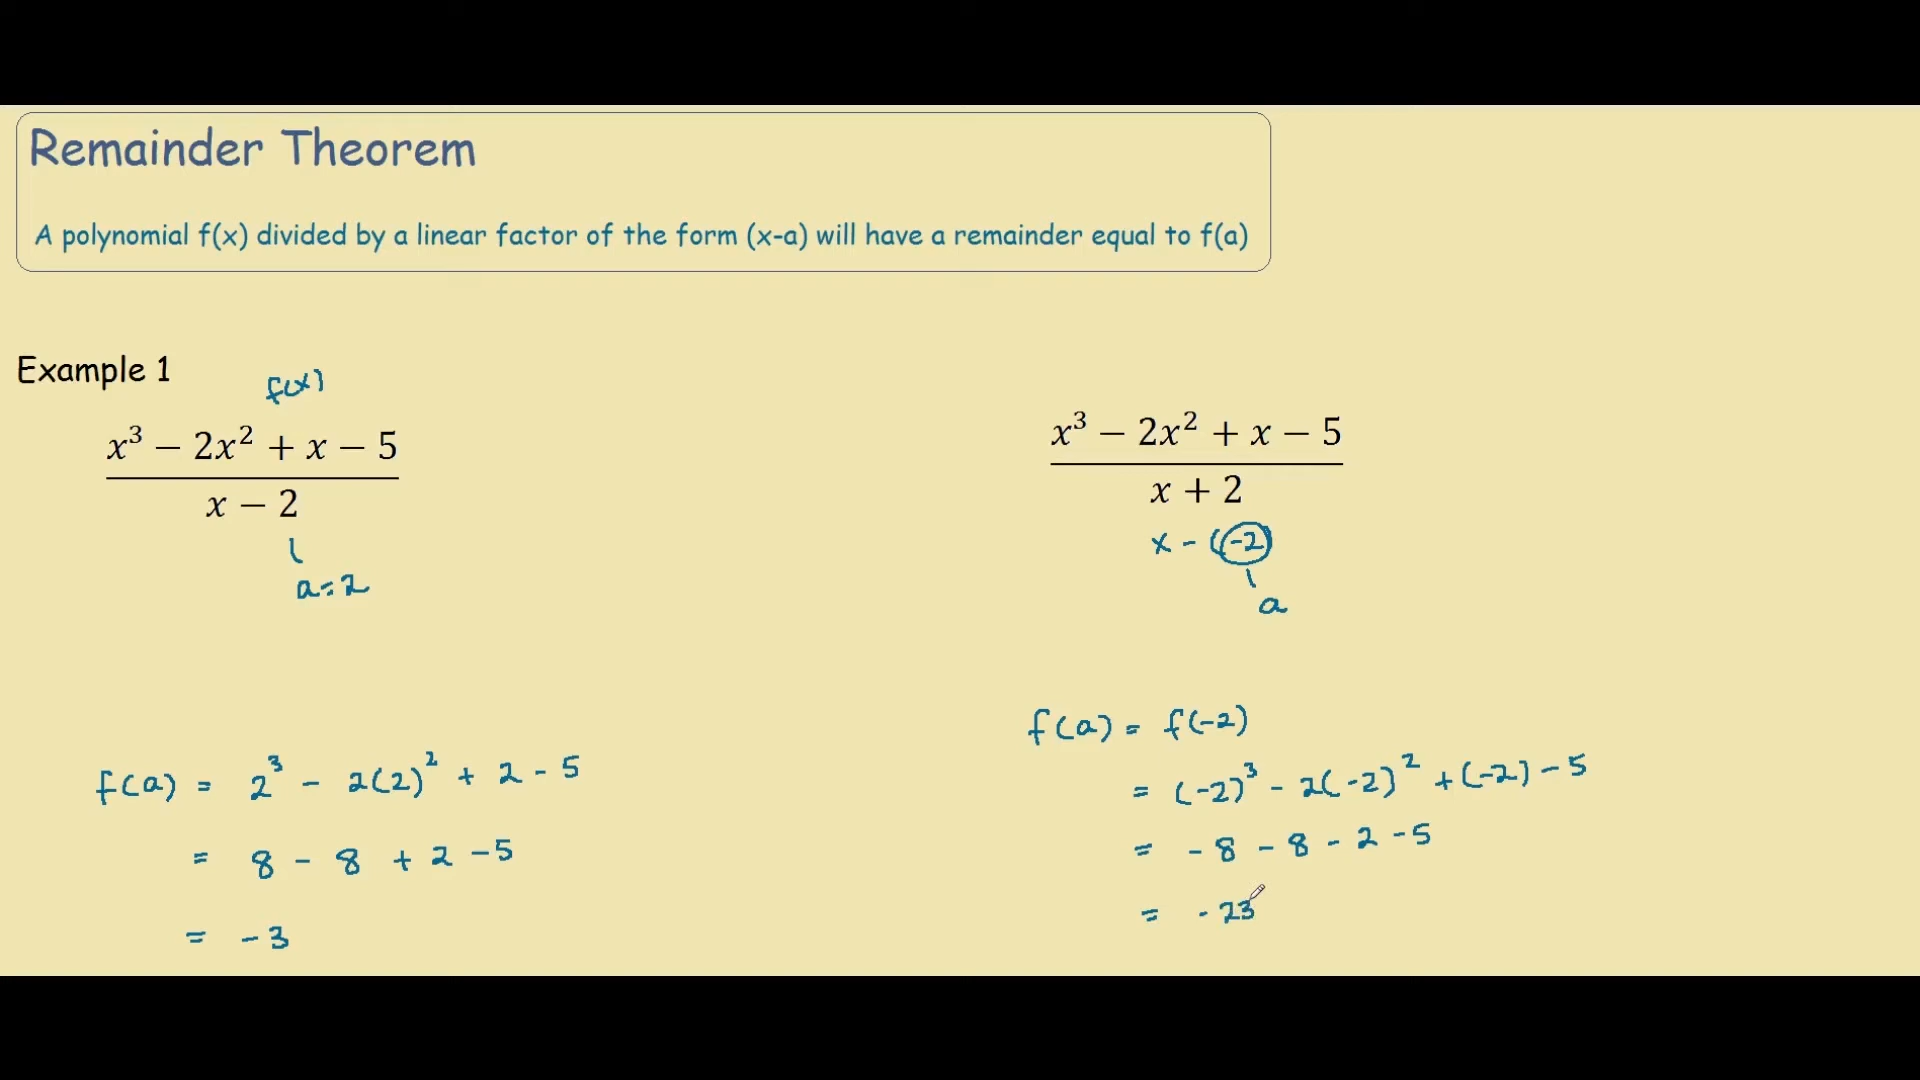 Remainder Theorem
A polynomial f(x) divided by a linear factor of the form (x-a) will have a remainder equal to f(a)
Example 1
f(x)
x³ − 2x² + x − 5
x − 2
a = 2
f(a) = 2³ - 2(2)² + 2 - 5
= 8 - 8 + 2 - 5
= -3
x³ − 2x² + x − 5
x + 2
x - (-2)
a
f(a) = f(-2)
= (-2)³ - 2(-2)² + (-2) - 5
= -8 - 8 - 2 - 5
= -23